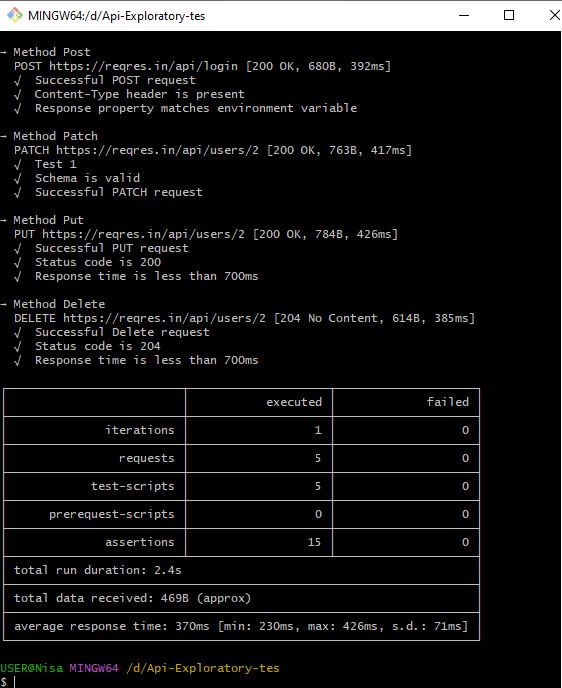 MINGW64:/d/Api-Exploratory-tes
→ Method Post
POST https://reqres.in/api/login [200 OK, 680B, 392ms]
√ Successful POST request
√ Content-Type header is present
√ Response property matches environment variable
→ Method Patch
PATCH https://reqres.in/api/users/2 [200 OK, 763B, 417ms]
√ Test 1
√ Schema is valid
√ Successful PATCH request
→ Method Put
PUT https://reqres.in/api/users/2 [200 OK, 784B, 426ms]
√ Successful PUT request
√ Status code is 200
√ Response time is less than 700ms
→ Method Delete
DELETE https://reqres.in/api/users/2 [204 No Content, 614B, 385ms]
√ Successful Delete request
√ Status code is 204
√ Response time is less than 700ms
executed failed
iterations 1 0
requests 5 0
test-scripts 5 0
prerequest-scripts 0 0
assertions 15 0
total run duration: 2.4s
total data received: 469B (approx)
average response time: 370ms [min: 230ms, max: 426ms, s.d.: 71ms]
USER@Nisa MINGW64 /d/Api-Exploratory-tes
$